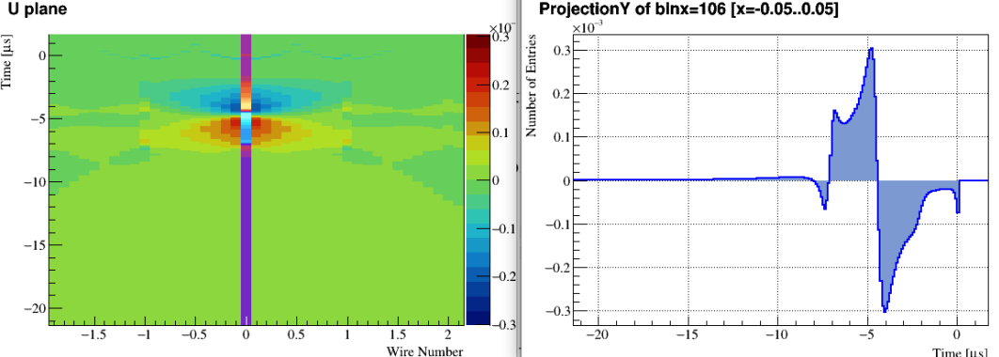 U plane
Time [μs]
0
−5
−10
−15
−20
−1.5 −1 −0.5 0 0.5 1 1.5 2
Wire Number
×10
0.3
0.2
0.1
0
−0.1
−0.2
−0.3
ProjectionY of binx=106 [x=-0.05..0.05]
×10⁻³
Number of Entries
0.3
0.2
0.1
0
−0.1
−0.2
−0.3
−20 −15 −10 −5 0
Time [μs]